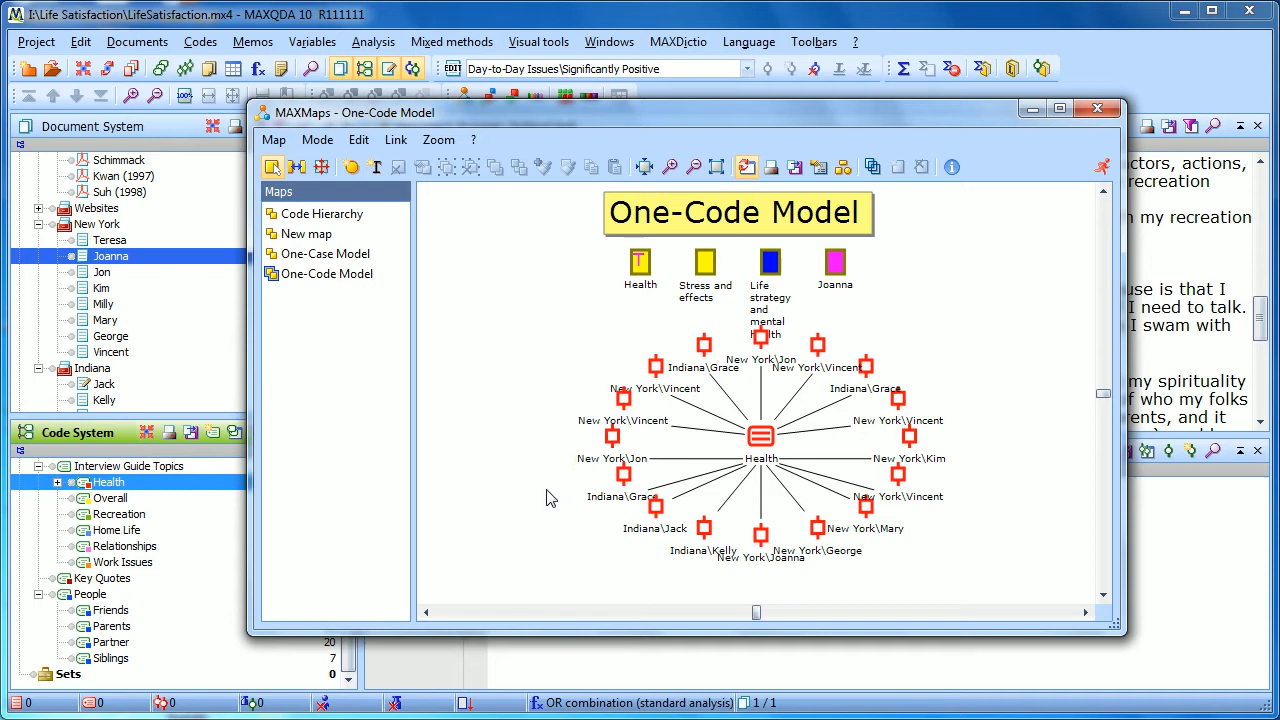 I:\Life Satisfaction\LifeSatisfaction.mx4 - MAXQDA 10 R111111
Project Edit Documents Codes Memos Variables Analysis Mixed methods Visual tools Windows MAXDictio Language Toolbars ?
EDIT Day-to-Day Issues\Significantly Positive
100%
MAXMaps - One-Code Model
Document System
Schimmack
Kwan (1997)
Suh (1998)
Websites
New York
Teresa
Joanna
Jon
Kim
Milly
Mary
George
Vincent
Indiana
Jack
Kelly
Code System
Interview Guide Topics
Health
Overall
Recreation
Home Life
Relationships
Work Issues
Key Quotes
People
Friends
Parents
Partner 20
Siblings 7
Sets 0
Map Mode Edit Link Zoom ?
Maps
Code Hierarchy
New map
One-Case Model
One-Code Model
One-Code Model
T
Health
Stress and
effects
Life
strategy
and
mental
health
Joanna
New York\Jon
Indiana\Grace
New York\Vincent
New York\Vincent
Indiana\Grace
New York\Vincent
New York\Vincent
New York\Jon
Health
New York\Kim
Indiana\Grace
New York\Vincent
Indiana\Jack
New York\Mary
Indiana\Kelly
New York\George
New York\Joanna
actors, actions,
recreation
my recreation
use is that I
I need to talk.
I swam with
my spirituality
of who my folks
ents, and it
0 0 0 0
OR combination (standard analysis) 1 / 1